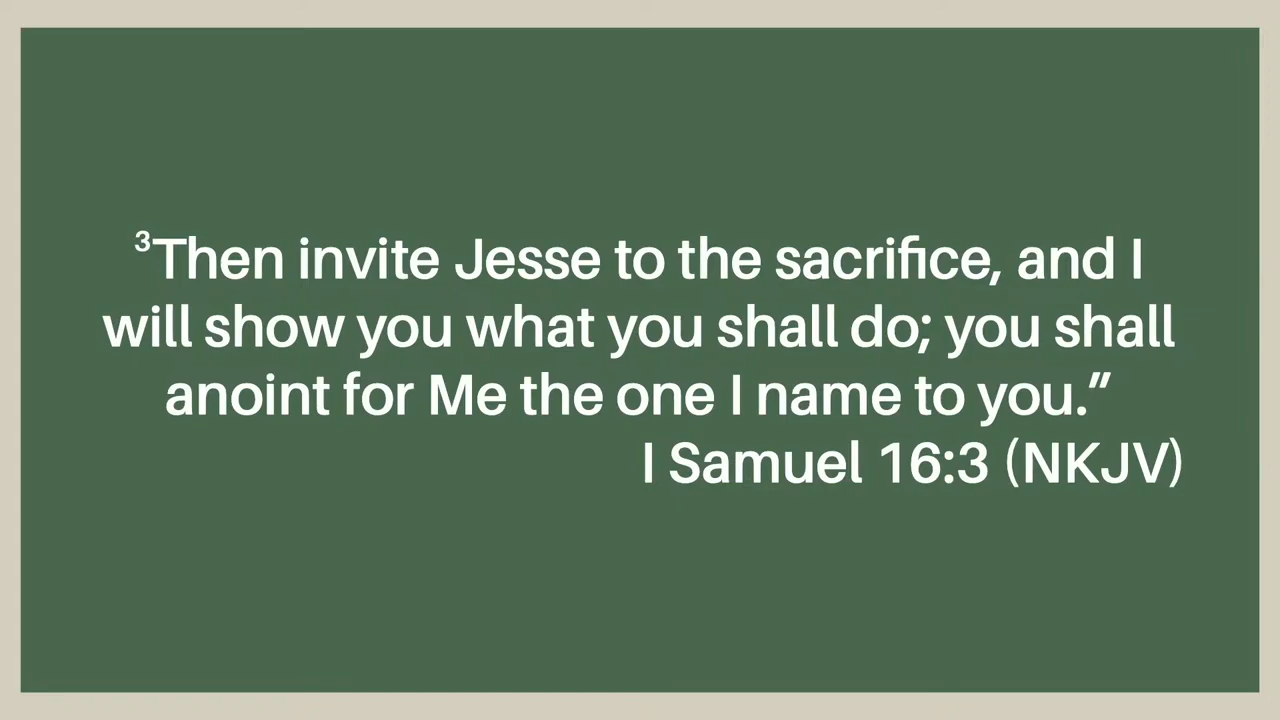 ³Then invite Jesse to the sacrifice, and I
will show you what you shall do; you shall
anoint for Me the one I name to you.”
I Samuel 16:3 (NKJV)